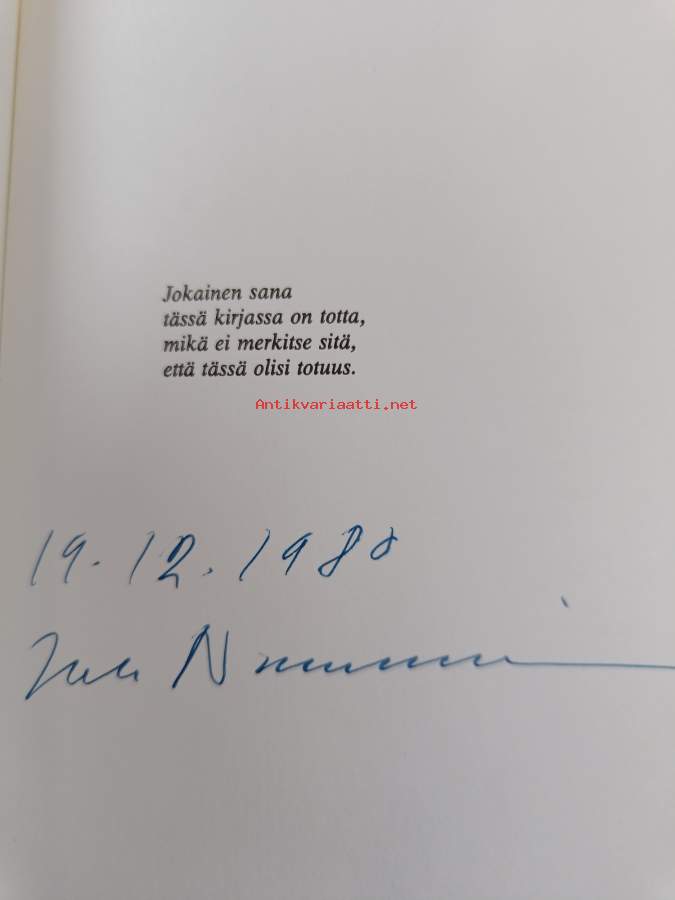 Jokainen sana
tässä kirjassa on totta,
mikä ei merkitse sitä,
että tässä olisi totuus.
Antikvariaatti.net
19.12.1988